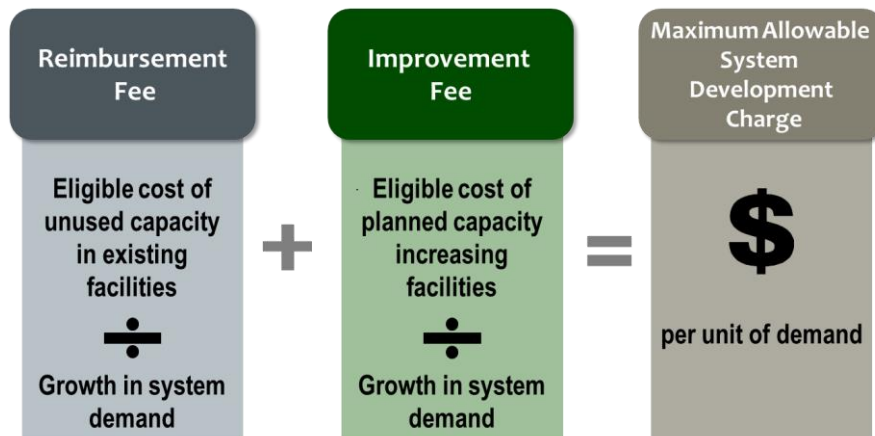 Reimbursement
Fee
Eligible cost of
unused capacity
in existing
facilities
÷
Growth in system
demand
+
Improvement
Fee
Eligible cost of
planned capacity
increasing
facilities
÷
Growth in system
demand
=
Maximum Allowable
System
Development
Charge
$
per unit of demand